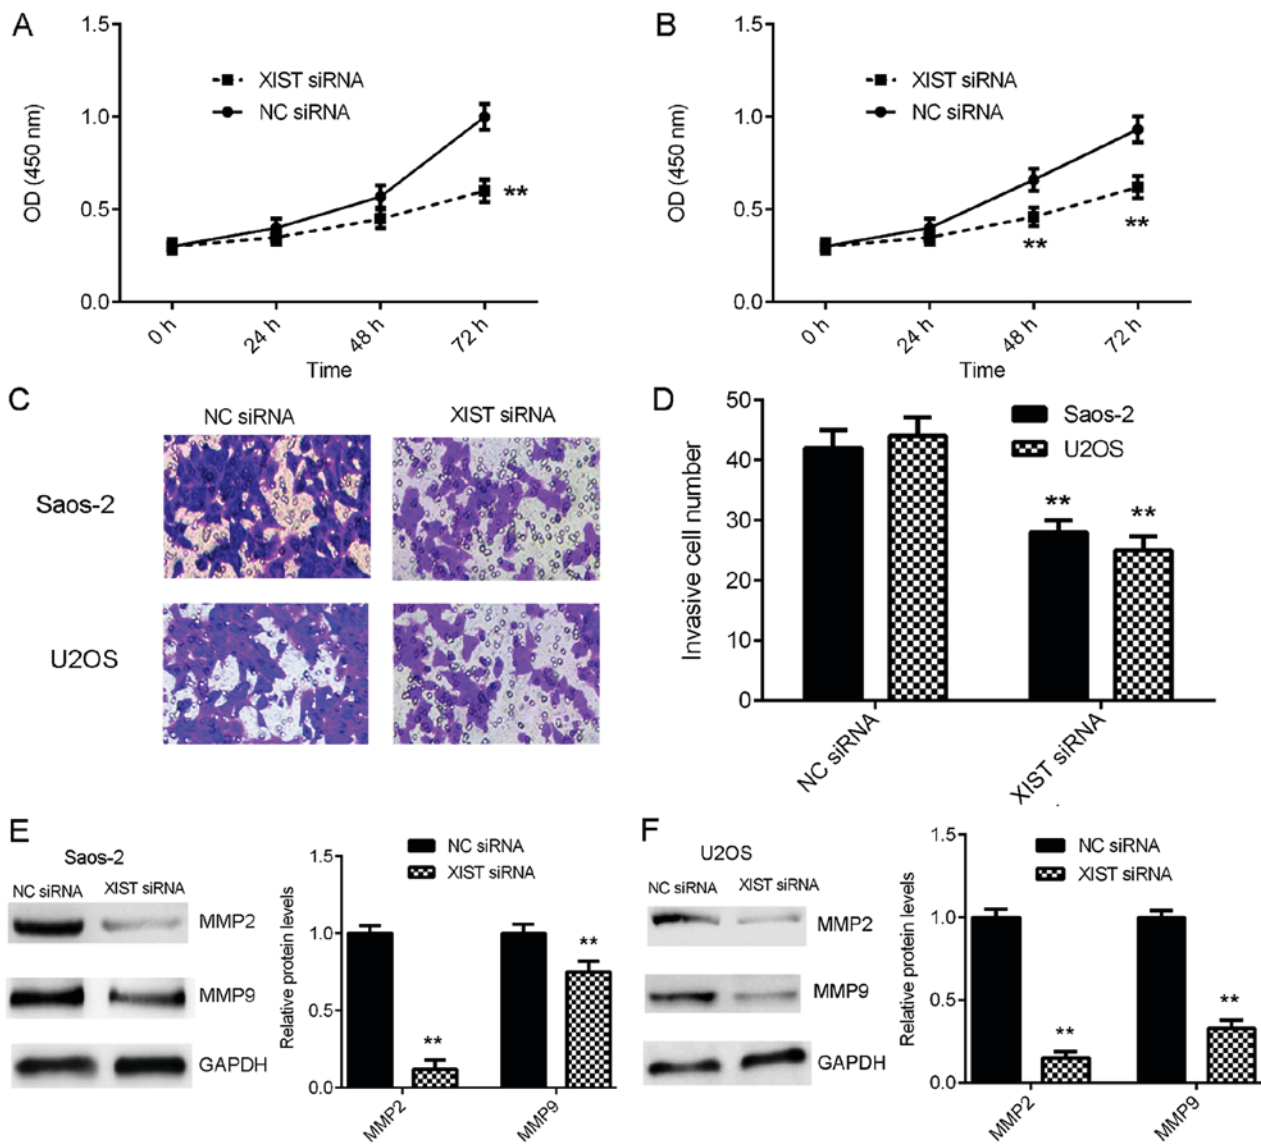 A
1.5
1.0
0.5
0.0
OD (450 nm)
XIST siRNA
NC siRNA
**
0 h
24 h
48 h
72 h
Time
B
1.5
1.0
0.5
0.0
OD (450 nm)
XIST siRNA
NC siRNA
**
**
0 h
24 h
48 h
72 h
Time
C
NC siRNA
XIST siRNA
Saos-2
U2OS
D
50
40
30
20
10
0
Invasive cell number
Saos-2
U2OS
**
**
NC siRNA
XIST siRNA
E
Saos-2
NC siRNA
XIST siRNA
MMP2
MMP9
GAPDH
1.5
1.0
0.5
0.0
Relative protein levels
NC siRNA
XIST siRNA
**
**
MMP2
MMP9
F
U2OS
NC siRNA
XIST siRNA
MMP2
MMP9
GAPDH
1.5
1.0
0.5
0.0
Relative protein levels
NC siRNA
XIST siRNA
**
**
MMP2
MMP9